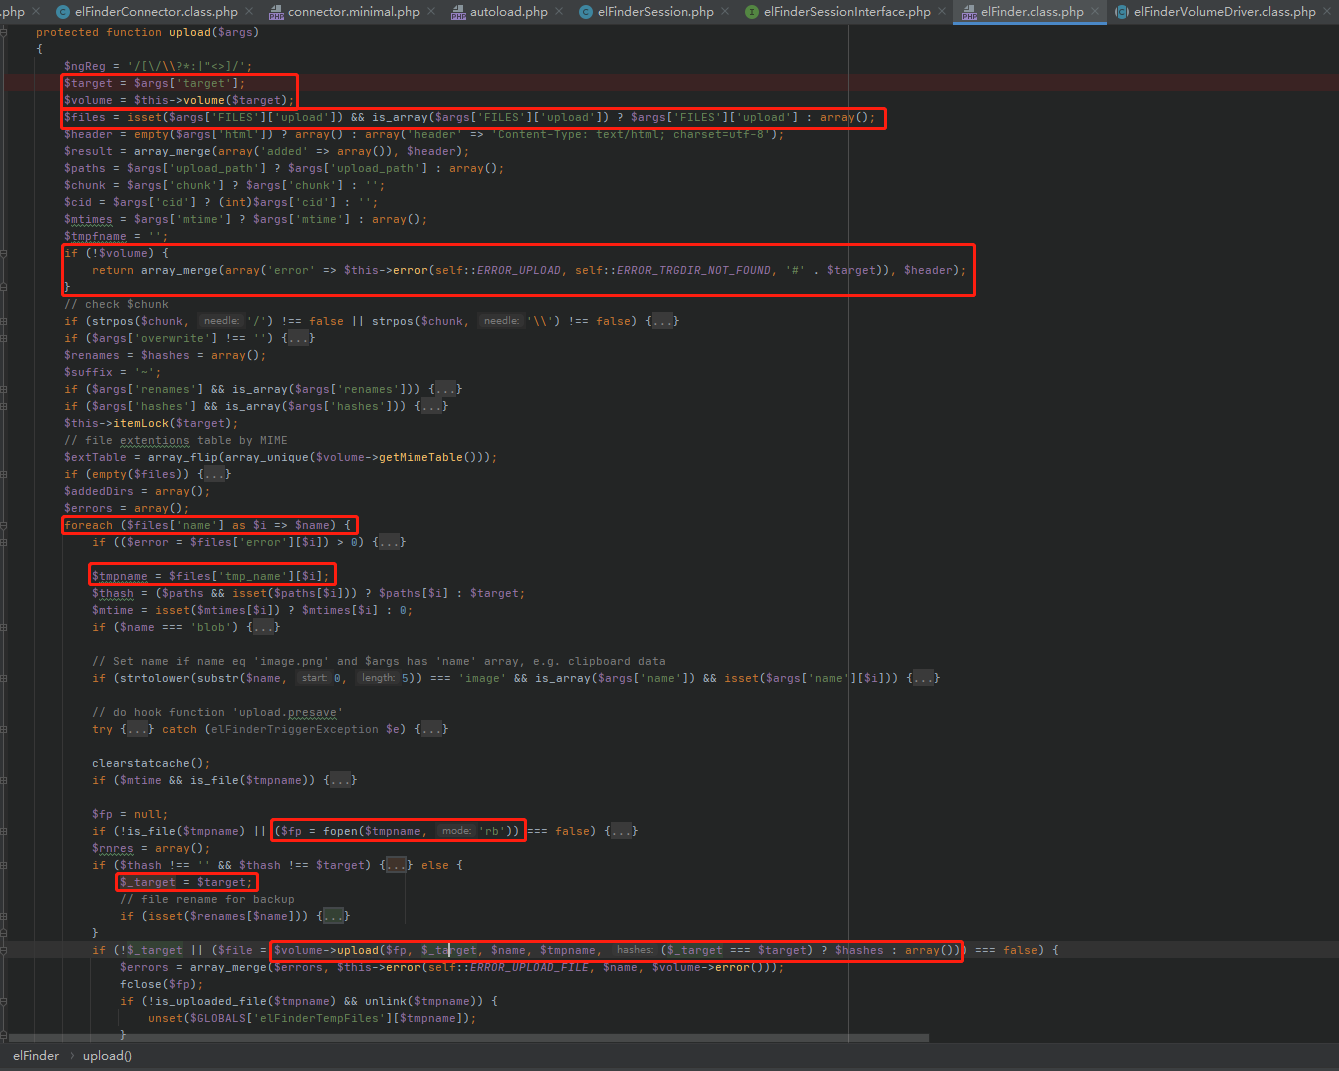 .php elFinderConnector.class.php connector.minimal.php autoload.php elFinderSession.php elFinderSessionInterface.php elFinder.class.php elFinderVolumeDriver.class.php
protected function upload($args)
{
$ngReg = '/[\/\\?*:|"<>]/';
$target = $args['target'];
$volume = $this->volume($target);
$files = isset($args['FILES']['upload']) && is_array($args['FILES']['upload']) ? $args['FILES']['upload'] : array();
$header = empty($args['html']) ? array() : array('header' => 'Content-Type: text/html; charset=utf-8');
$result = array_merge(array('added' => array()), $header);
$paths = $args['upload_path'] ? $args['upload_path'] : array();
$chunk = $args['chunk'] ? $args['chunk'] : '';
$cid = $args['cid'] ? (int)$args['cid'] : '';
$mtimes = $args['mtime'] ? $args['mtime'] : array();
$tmpfname = '';
if (!$volume) {
return array_merge(array('error' => $this->error(self::ERROR_UPLOAD, self::ERROR_TRGDIR_NOT_FOUND, '#' . $target)), $header);
}
// check $chunk
if (strpos($chunk, needle: '/') !== false || strpos($chunk, needle: '\\') !== false) {...}
if ($args['overwrite'] !== '') {...}
$renames = $hashes = array();
$suffix = '~';
if ($args['renames'] && is_array($args['renames'])) {...}
if ($args['hashes'] && is_array($args['hashes'])) {...}
$this->itemLock($target);
// file extentions table by MIME
$extTable = array_flip(array_unique($volume->getMimeTable()));
if (empty($files)) {...}
$addedDirs = array();
$errors = array();
foreach ($files['name'] as $i => $name) {
if (($error = $files['error'][$i]) > 0) {...}
$tmpname = $files['tmp_name'][$i];
$thash = ($paths && isset($paths[$i])) ? $paths[$i] : $target;
$mtime = isset($mtimes[$i]) ? $mtimes[$i] : 0;
if ($name === 'blob') {...}
// Set name if name eq 'image.png' and $args has 'name' array, e.g. clipboard data
if (strtolower(substr($name, start: 0, length: 5)) === 'image' && is_array($args['name']) && isset($args['name'][$i])) {...}
// do hook function 'upload.presave'
try {...} catch (elFinderTriggerException $e) {...}
clearstatcache();
if ($mtime && is_file($tmpname)) {...}
$fp = null;
if (!is_file($tmpname) || ($fp = fopen($tmpname, mode: 'rb')) === false) {...}
$rnres = array();
if ($thash !== '' && $thash !== $target) {...} else {
$_target = $target;
// file rename for backup
if (isset($renames[$name])) {...}
}
if (!$_target || ($file = $volume->upload($fp, $_target, $name, $tmpname, hashes: ($_target === $target) ? $hashes : array())) === false) {
$errors = array_merge($errors, $this->error(self::ERROR_UPLOAD_FILE, $name, $volume->error()));
fclose($fp);
if (!is_uploaded_file($tmpname) && unlink($tmpname)) {
unset($GLOBALS['elFinderTempFiles'][$tmpname]);
}
elFinder › upload()